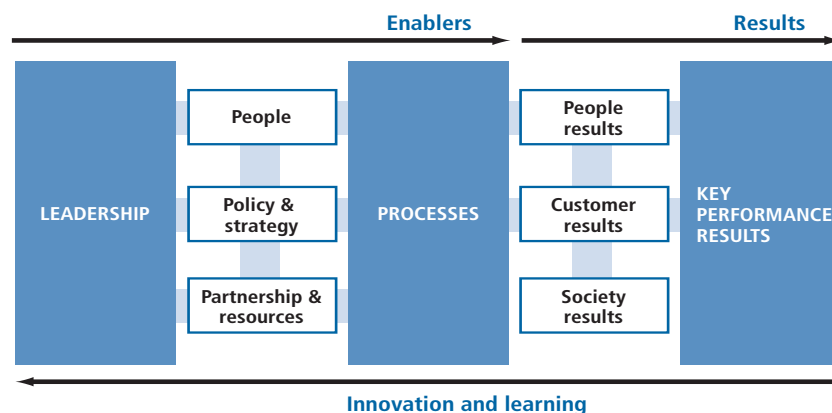 Enablers
Results
LEADERSHIP
People
Policy &
strategy
Partnership &
resources
PROCESSES
People
results
Customer
results
Society
results
KEY
PERFORMANCE
RESULTS
Innovation and learning